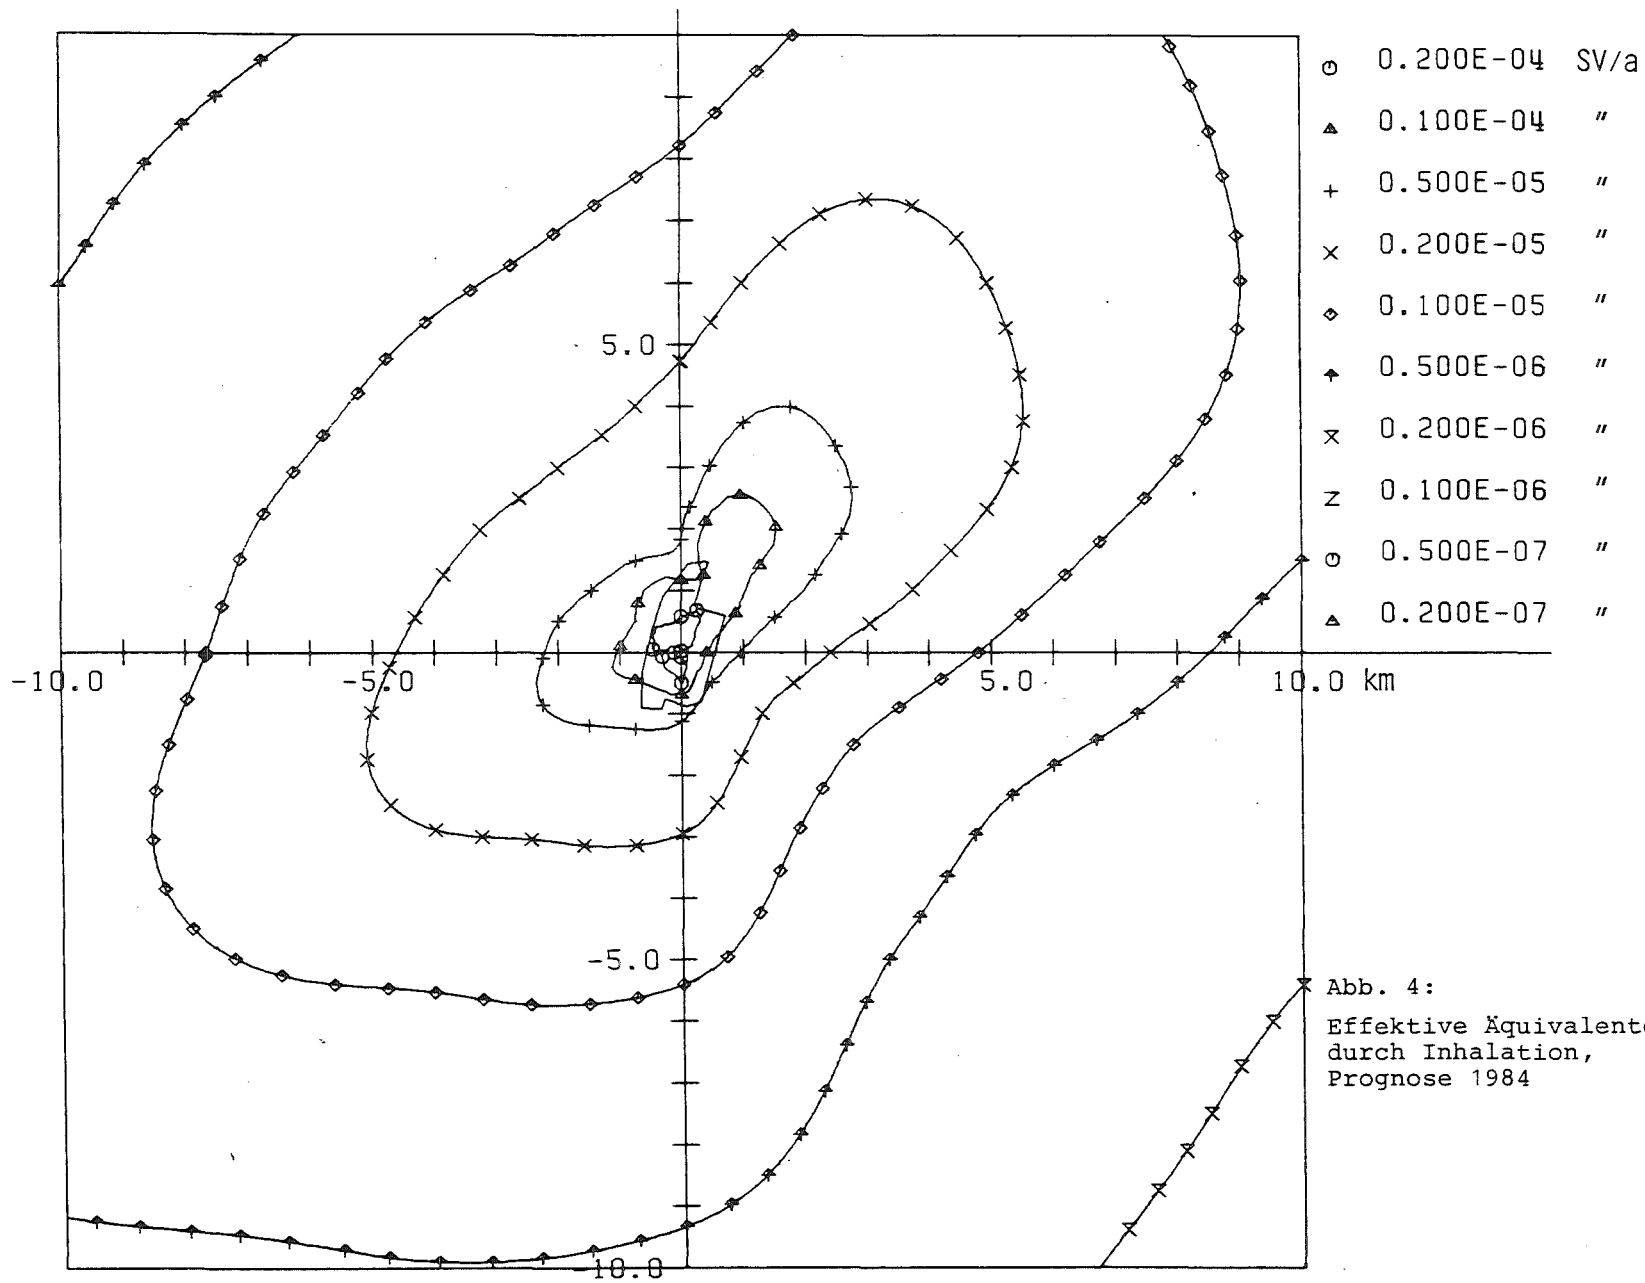 0.200E-04 SV/a
0.100E-04 "
0.500E-05 "
0.200E-05 "
0.100E-05 "
0.500E-06 "
0.200E-06 "
0.100E-06 "
0.500E-07 "
0.200E-07 "
5.0
-10.0 -5.0 5.0 10.0 km
-5.0
-10.0
Abb. 4:
Effektive
durch Inhalation,
Prognose 1984